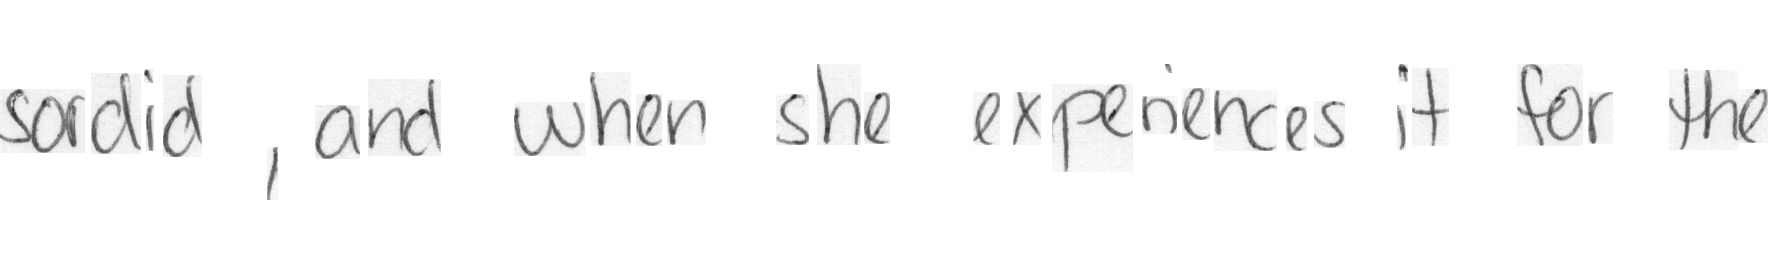 sordid , and when she experiences it for the